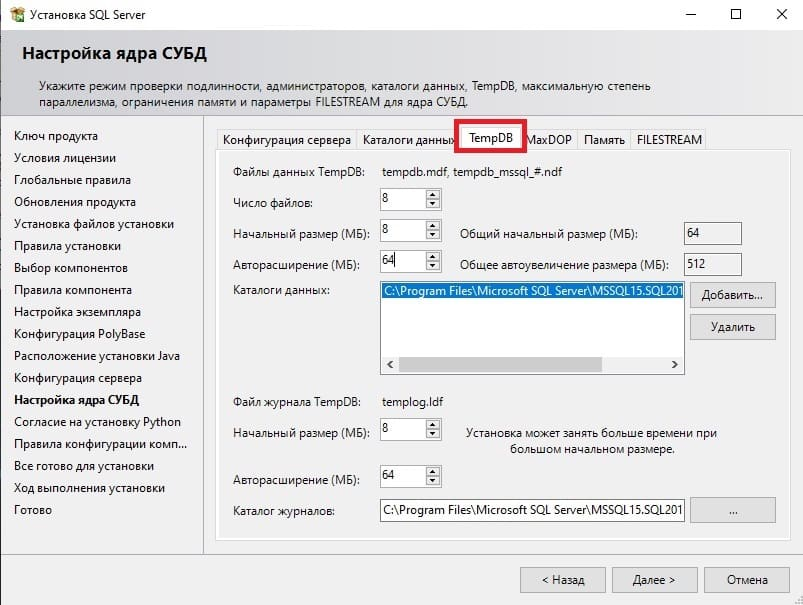 Установка SQL Server
Настройка ядра СУБД
Укажите режим проверки подлинности, администраторов, каталоги данных, TempDB, максимальную степень
параллелизма, ограничения памяти и параметры FILESTREAM для ядра СУБД.
Ключ продукта
Условия лицензии
Глобальные правила
Обновления продукта
Установка файлов установки
Правила установки
Выбор компонентов
Правила компонента
Настройка экземпляра
Конфигурация PolyBase
Расположение установки Java
Конфигурация сервера
Настройка ядра СУБД
Согласие на установку Python
Правила конфигурации комп...
Все готово для установки
Ход выполнения установки
Готово
Конфигурация сервера Каталоги данных TempDB MaxDOP Память FILESTREAM
Файлы данных TempDB: tempdb.mdf, tempdb_mssql_#.ndf
Число файлов: 8
Начальный размер (МБ): 8 Общий начальный размер (МБ): 64
Авторасширение (МБ): 64 Общее автоувеличение размера (МБ): 512
Каталоги данных: C:\Program Files\Microsoft SQL Server\MSSQL15.SQL201 Добавить...
Удалить
Файл журнала TempDB: templog.ldf
Начальный размер (МБ): 8 Установка может занять больше времени при
большом начальном размере.
Авторасширение (МБ): 64
Каталог журналов: C:\Program Files\Microsoft SQL Server\MSSQL15.SQL201 ...
< Назад Далее > Отмена